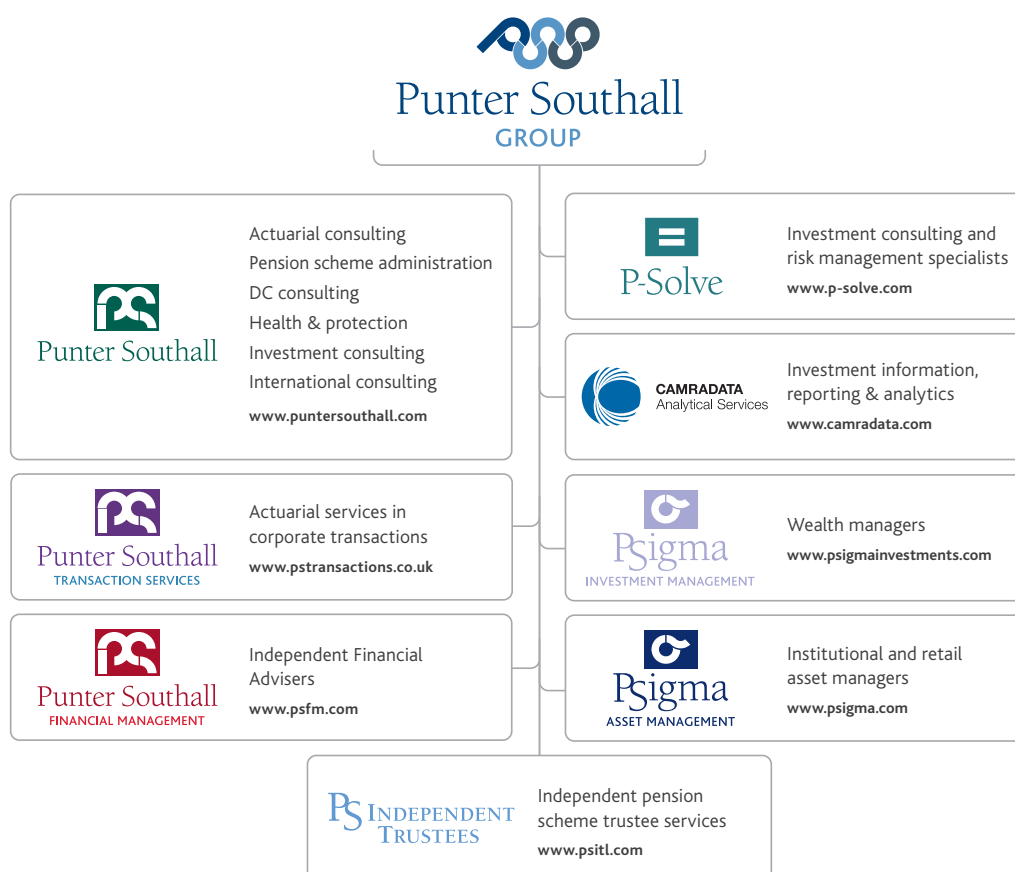 Punter Southall
GROUP
Punter Southall
Actuarial consulting
Pension scheme administration
DC consulting
Health & protection
Investment consulting
International consulting
www.puntersouthall.com
Punter Southall
TRANSACTION SERVICES
Actuarial services in
corporate transactions
www.pstransactions.co.uk
Punter Southall
FINANCIAL MANAGEMENT
Independent Financial
Advisers
www.psfm.com
P-Solve
Investment consulting and
risk management specialists
www.p-solve.com
CAMRADATA
Analytical Services
Investment information,
reporting & analytics
www.camradata.com
PSigma
INVESTMENT MANAGEMENT
Wealth managers
www.psigmainvestments.com
PSigma
ASSET MANAGEMENT
Institutional and retail
asset managers
www.psigma.com
PS INDEPENDENT
TRUSTEES
Independent pension
scheme trustee services
www.psitl.com